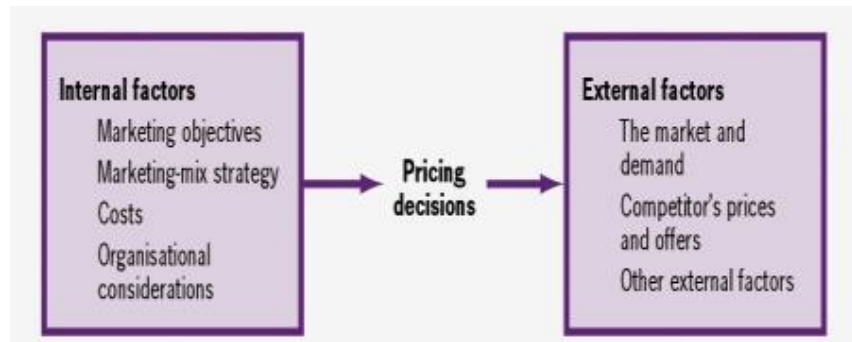 Internal factors
Marketing objectives
Marketing-mix strategy
Costs
Organisational
considerations
Pricing
decisions
External factors
The market and
demand
Competitor's prices
and offers
Other external factors